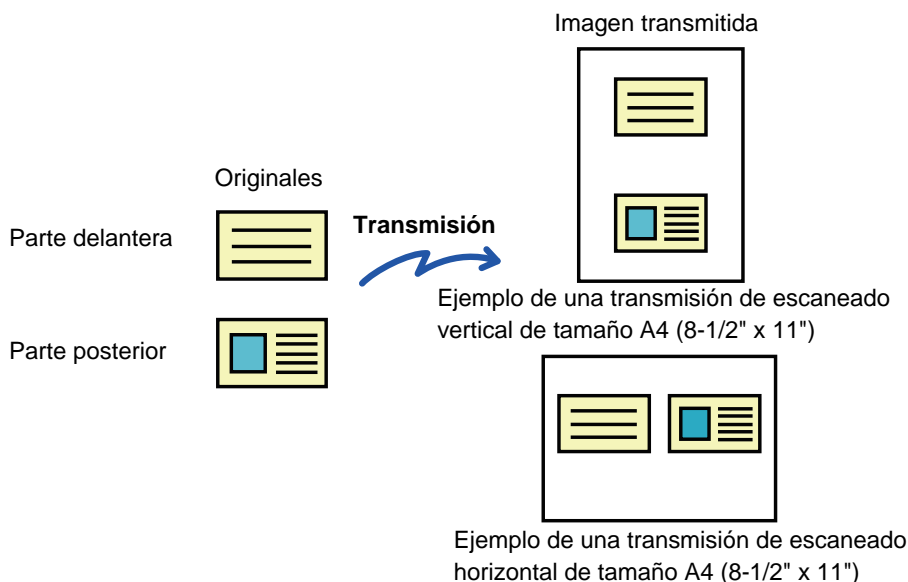 Imagen transmitida
Originales
Parte delantera
Transmisión
Parte posterior
Ejemplo de una transmisión de escaneado
vertical de tamaño A4 (8-1/2" x 11")
Ejemplo de una transmisión de escaneado
horizontal de tamaño A4 (8-1/2" x 11")